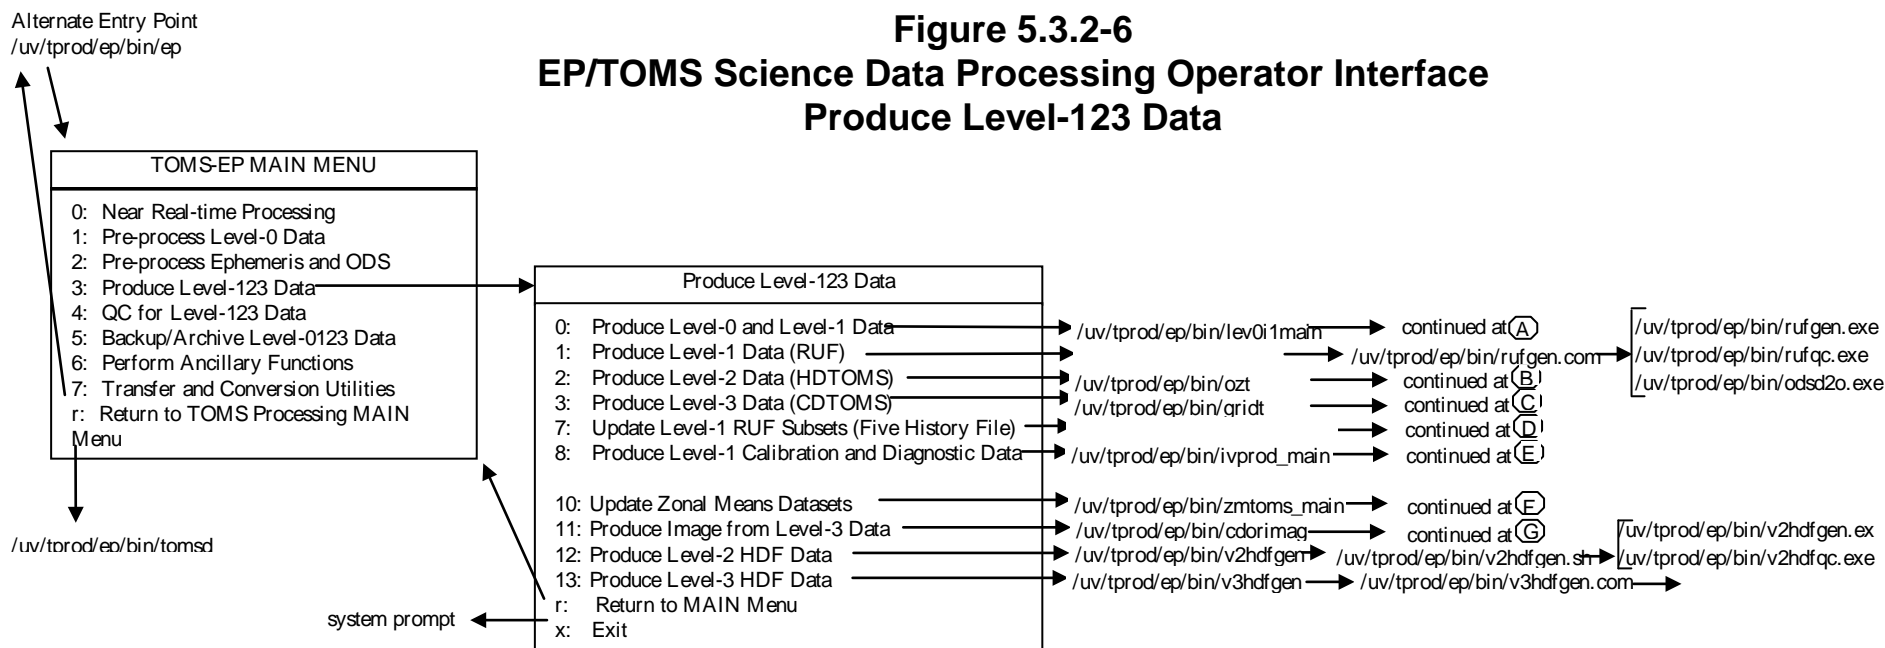 Alternate Entry Point
/uv/tprod/ep/bin/ep
Figure 5.3.2-6
EP/TOMS Science Data Processing Operator Interface
Produce Level-123 Data
TOMS-EP MAIN MENU
0: Near Real-time Processing
1: Pre-process Level-0 Data
2: Pre-process Ephemeris and ODS
3: Produce Level-123 Data
4: QC for Level-123 Data
5: Backup/Archive Level-0123 Data
6: Perform Ancillary Functions
7: Transfer and Conversion Utilities
r: Return to TOMS Processing MAIN
Menu
/uv/tprod/ep/bin/tomsd
Produce Level-123 Data
0: Produce Level-0 and Level-1 Data
/uv/tprod/ep/bin/lev0i1main
continued at A
1: Produce Level-1 Data (RUF)
/uv/tprod/ep/bin/rufgen.com
/uv/tprod/ep/bin/rufgen.exe
/uv/tprod/ep/bin/rufqc.exe
/uv/tprod/ep/bin/odsd2o.exe
2: Produce Level-2 Data (HDTOMS)
/uv/tprod/ep/bin/ozt
continued at B
3: Produce Level-3 Data (CDTOMS)
/uv/tprod/ep/bin/gridt
continued at C
7: Update Level-1 RUF Subsets (Five History File)
continued at D
8: Produce Level-1 Calibration and Diagnostic Data
/uv/tprod/ep/bin/ivprod_main
continued at E
10: Update Zonal Means Datasets
/uv/tprod/ep/bin/zmtoms_main
continued at F
11: Produce Image from Level-3 Data
/uv/tprod/ep/bin/cdorimag
continued at G
12: Produce Level-2 HDF Data
/uv/tprod/ep/bin/v2hdfgen
/uv/tprod/ep/bin/v2hdfgen.sh
/uv/tprod/ep/bin/v2hdfgen.ex
/uv/tprod/ep/bin/v2hdfqc.exe
13: Produce Level-3 HDF Data
/uv/tprod/ep/bin/v3hdfgen
/uv/tprod/ep/bin/v3hdfgen.com
r: Return to MAIN Menu
x: Exit
system prompt